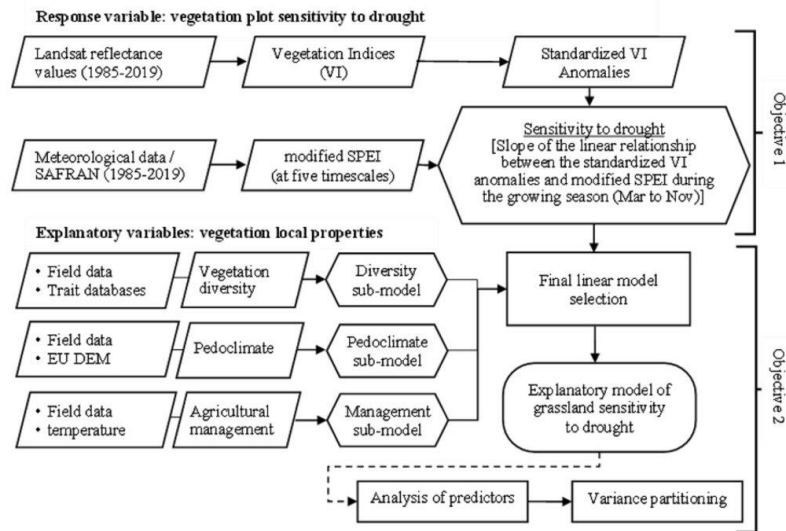 Response variable: vegetation plot sensitivity to drought
Landsat reflectance
values (1985-2019)
Vegetation Indices
(VI)
Standardized VI
Anomalies
Meteorological data /
SAFRAN (1985-2019)
modified SPEI
(at five timescales)
Sensitivity to drought
[Slope of the linear relationship
between the standardized VI
anomalies and modified SPEI during
the growing season (Mar to Nov)]
Objective 1
Explanatory variables: vegetation local properties
• Field data
• Trait databases
Vegetation
diversity
Diversity
sub-model
Final linear model
selection
• Field data
• EU DEM
Pedoclimate
Pedoclimate
sub-model
• Field data
• temperature
Agricultural
management
Management
sub-model
Explanatory model of
grassland sensitivity
to drought
Analysis of predictors
Variance partitioning
Objective 2